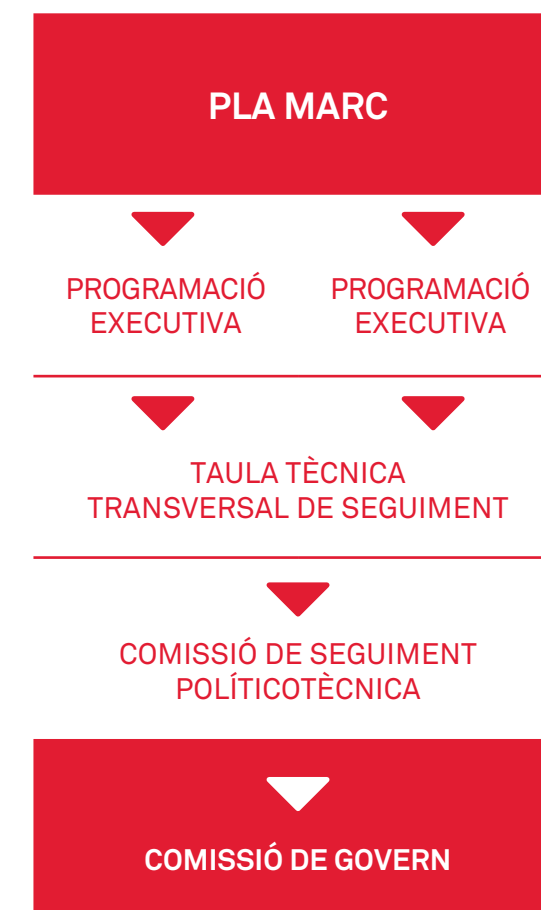 PLA MARC
PROGRAMACIÓ
EXECUTIVA
PROGRAMACIÓ
EXECUTIVA
TAULA TÈCNICA
TRANSVERSAL DE SEGUIMENT
COMISSIÓ DE SEGUIMENT
POLÍTICOTÈCNICA
COMISSIÓ DE GOVERN